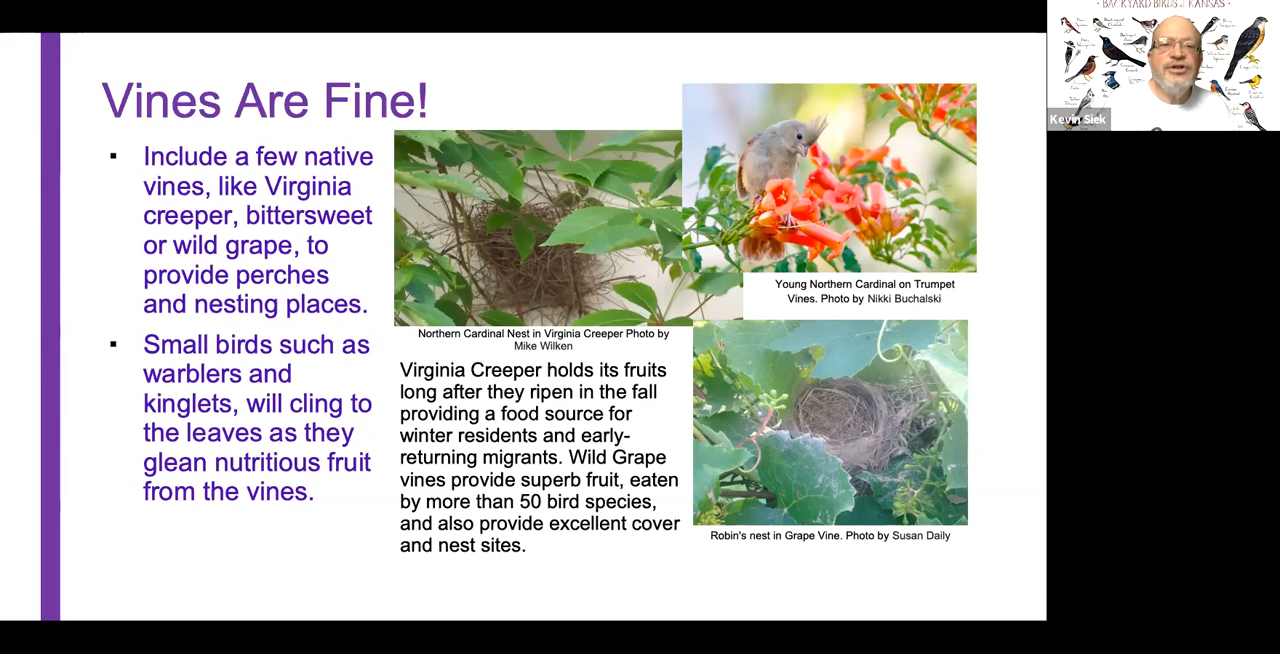 Vines Are Fine!
▪ Include a few native
vines, like Virginia
creeper, bittersweet
or wild grape, to
provide perches
and nesting places.
▪ Small birds such as
warblers and
kinglets, will cling to
the leaves as they
glean nutritious fruit
from the vines.
Northern Cardinal Nest in Virginia Creeper Photo by
Mike Wilken
Virginia Creeper holds its fruits
long after they ripen in the fall
providing a food source for
winter residents and early-
returning migrants. Wild Grape
vines provide superb fruit, eaten
by more than 50 bird species,
and also provide excellent cover
and nest sites.
Young Northern Cardinal on Trumpet
Vines. Photo by Nikki Buchalski
Robin's nest in Grape Vine. Photo by Susan Daily
BACKYARD BIRDS of KANSAS
Kevin Siek